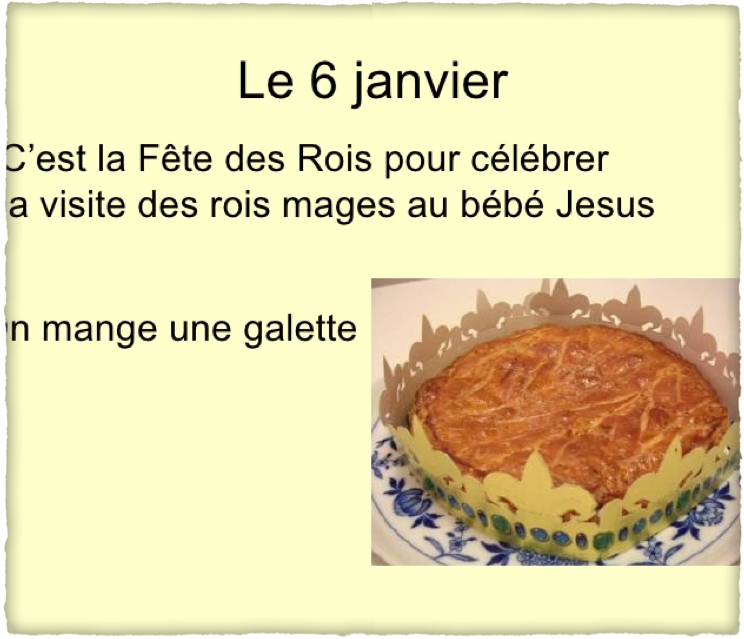 Le 6 janvier
C’est la Fête des Rois pour célébrer
a visite des rois mages au bébé Jesus
n mange une galette